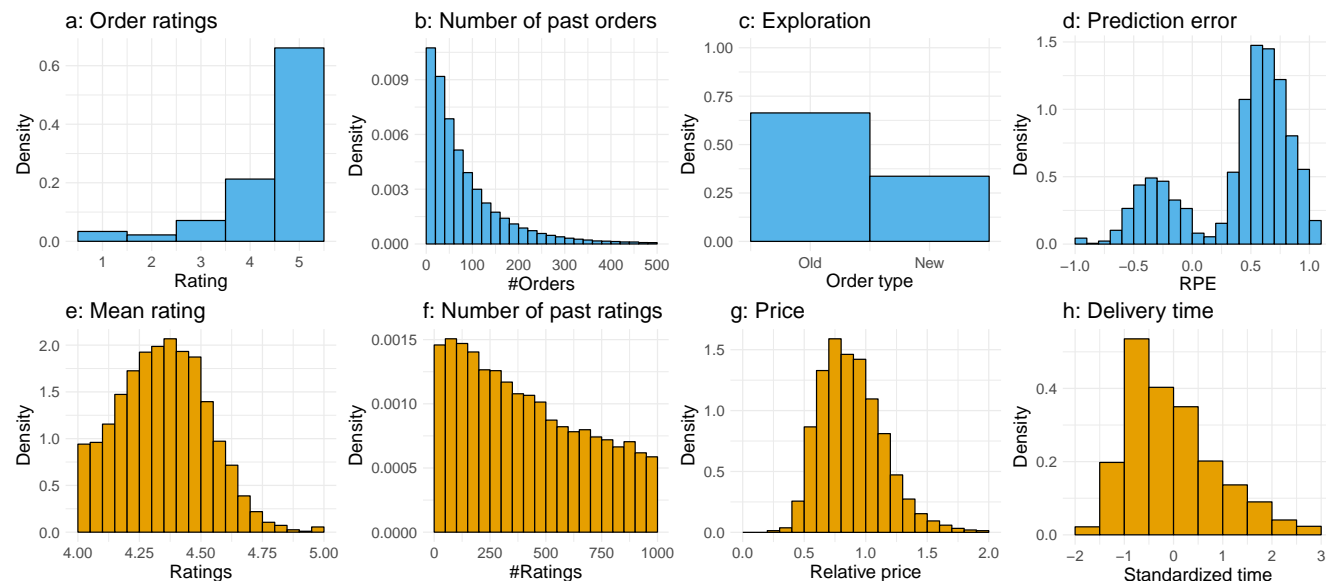 a: Order ratings
0.6
0.4
0.2
0.0
Density
1 2 3 4 5
Rating
b: Number of past orders
0.009
0.006
0.003
0.000
Density
0 100 200 300 400 500
#Orders
c: Exploration
1.00
0.75
0.50
0.25
0.00
Density
Old New
Order type
d: Prediction error
1.5
1.0
0.5
0.0
Density
−1.0 −0.5 0.0 0.5 1.0
RPE
e: Mean rating
2.0
1.5
1.0
0.5
0.0
Density
4.00 4.25 4.50 4.75 5.00
Ratings
f: Number of past ratings
0.0015
0.0010
0.0005
0.0000
Density
0 250 500 750 1000
#Ratings
g: Price
1.5
1.0
0.5
0.0
Density
0.0 0.5 1.0 1.5 2.0
Relative price
h: Delivery time
0.4
0.2
0.0
Density
−2 −1 0 1 2 3
Standardized time